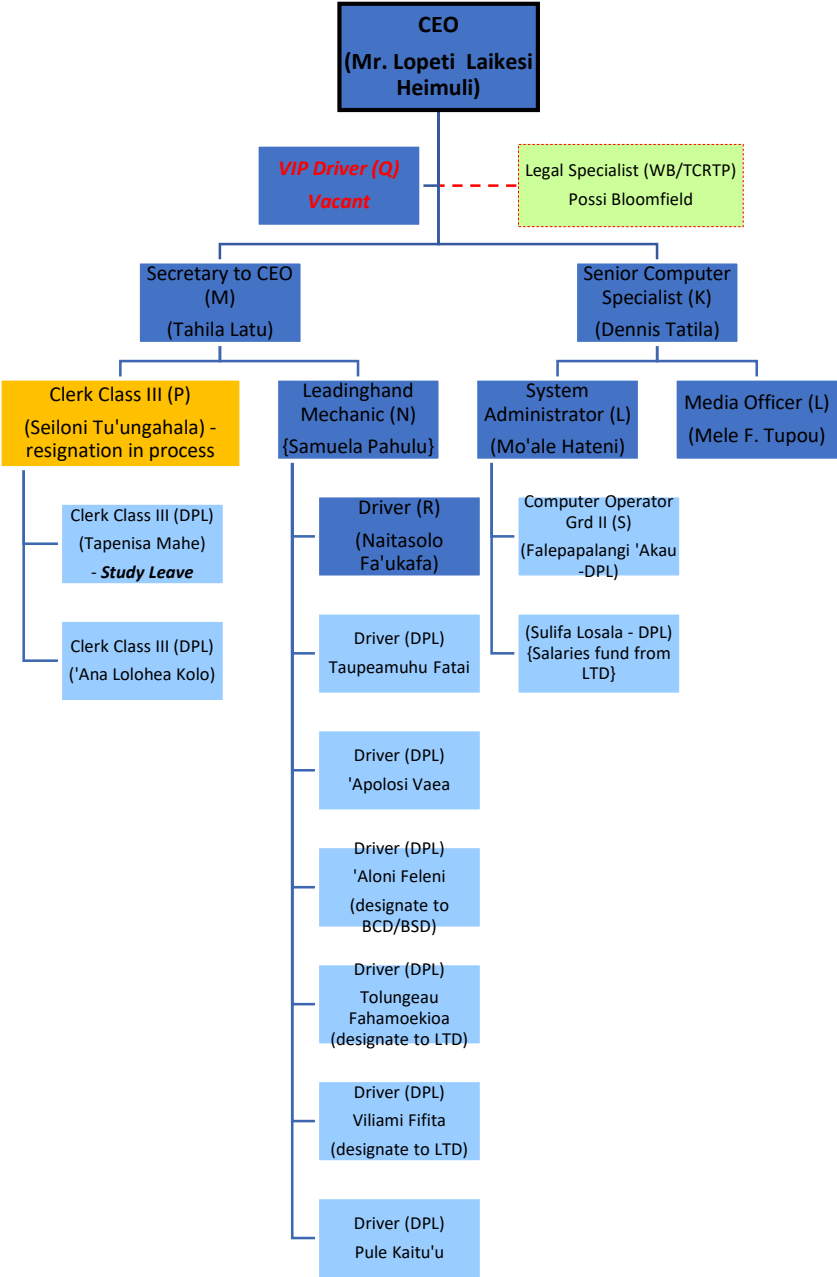 CEO
(Mr. Lopeti Laikesi
Heimuli)
VIP Driver (Q)
Vacant
Legal Specialist (WB/TCRTP)
Possi Bloomfield
Secretary to CEO
(M)
(Tahila Latu)
Senior Computer
Specialist (K)
(Dennis Tatila)
Clerk Class III (P)
(Seiloni Tu'ungahala) -
resignation in process
Leadinghand
Mechanic (N)
{Samuela Pahulu}
System
Administrator (L)
(Mo'ale Hateni)
Media Officer (L)
(Mele F. Tupou)
Clerk Class III (DPL)
(Tapenisa Mahe)
- Study Leave
Clerk Class III (DPL)
('Ana Lolohea Kolo)
Driver (R)
(Naitasolo
Fa'ukafa)
Driver (DPL)
Taupeamuhu Fatai
Driver (DPL)
'Apolosi Vaea
Driver (DPL)
'Aloni Feleni
(designate to
BCD/BSD)
Driver (DPL)
Tolungeau
Fahamoekioa
(designate to LTD)
Driver (DPL)
Viliami Fifita
(designate to LTD)
Driver (DPL)
Pule Kaitu'u
Computer Operator
Grd II (S)
(Falepapalangi 'Akau
-DPL)
(Sulifa Losala - DPL)
{Salaries fund from
LTD}